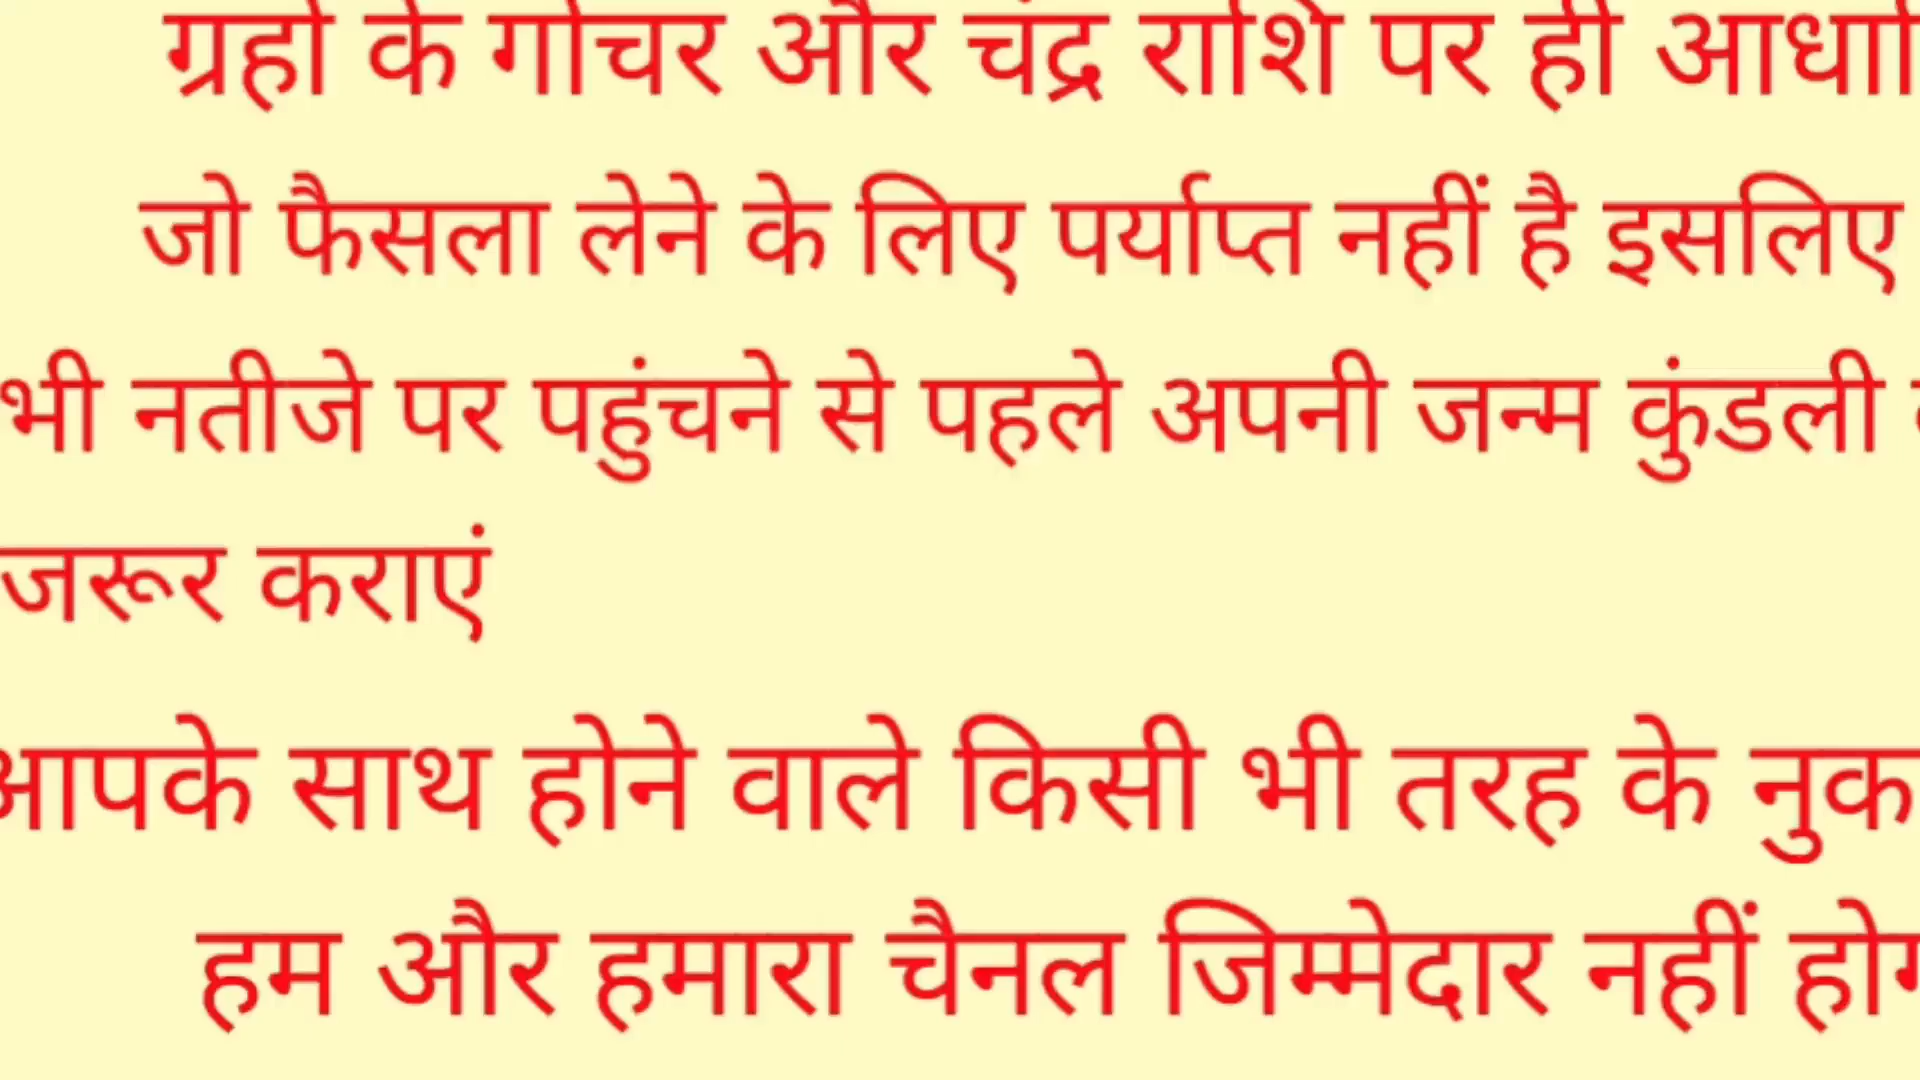 ग्रहों के गोचर और चंद्र राशि पर ही
जो फैसला लेने के लिए पर्याप्त नहीं है इसलिए
भी नतीजे पर पहुंचने से पहले अपनी जन्म कुंडली
जरूर कराएं
आपके साथ होने वाले किसी भी तरह के
हम और हमारा चैनल जिम्मेदार नहीं